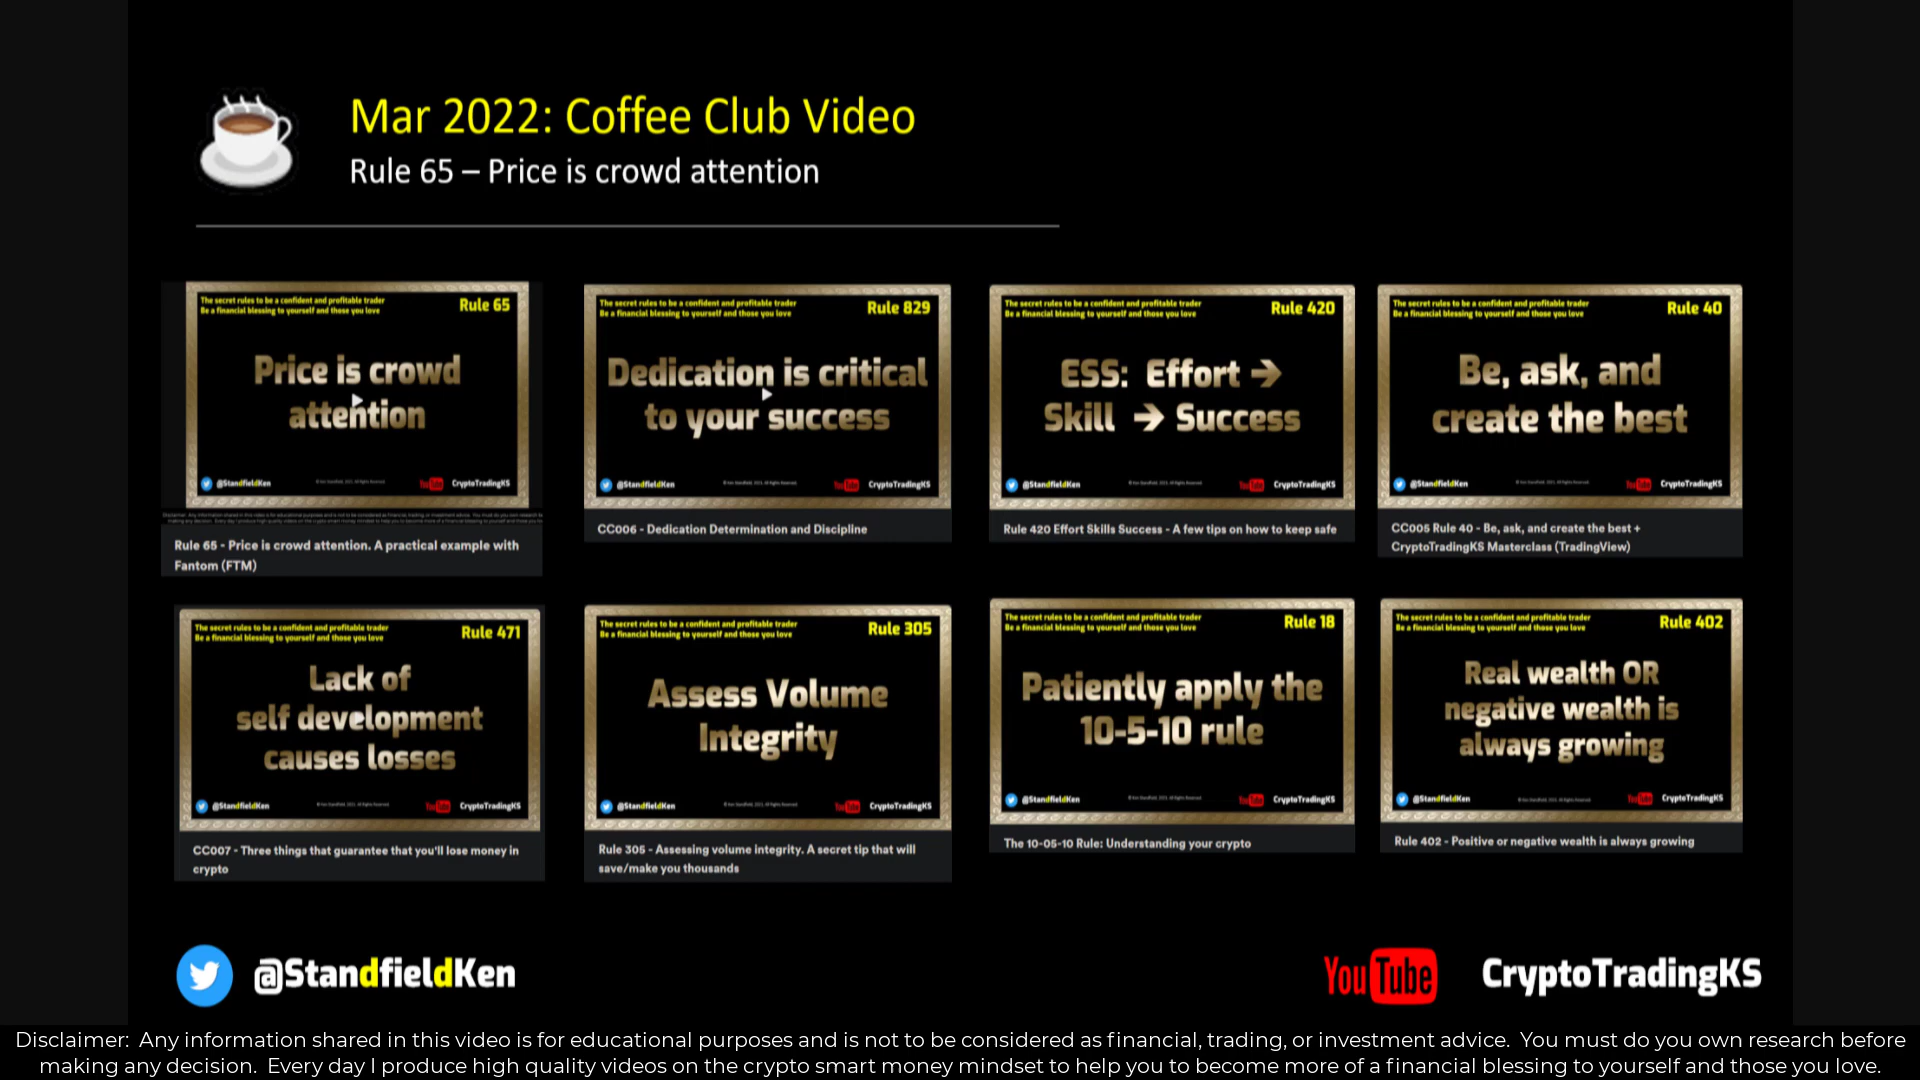 Mar 2022: Coffee Club Video
Rule 65 – Price is crowd attention
The secret rules to be a confident and profitable trader
Be a financial blessing to yourself and those you love
Rule 65
Price is crowd
attention
@StandfieldKen
YouTube CryptoTradingKS
Rule 65 - Price is crowd attention. A practical example with
Fantom (FTM)
The secret rules to be a confident and profitable trader
Be a financial blessing to yourself and those you love
Rule 829
Dedication is critical
to your success
@StandfieldKen
YouTube CryptoTradingKS
CC006 - Dedication Determination and Discipline
The secret rules to be a confident and profitable trader
Be a financial blessing to yourself and those you love
Rule 420
ESS: Effort →
Skill → Success
@StandfieldKen
YouTube CryptoTradingKS
Rule 420 Effort Skills Success - A few tips on how to keep safe
The secret rules to be a confident and profitable trader
Be a financial blessing to yourself and those you love
Rule 40
Be, ask, and
create the best
@StandfieldKen
YouTube CryptoTradingKS
CC005 Rule 40 - Be, ask, and create the best +
CryptoTradingKS Masterclass (TradingView)
The secret rules to be a confident and profitable trader
Be a financial blessing to yourself and those you love
Rule 471
Lack of
self development
causes losses
@StandfieldKen
YouTube CryptoTradingKS
CC007 - Three things that guarantee that you'll lose money in
crypto
The secret rules to be a confident and profitable trader
Be a financial blessing to yourself and those you love
Rule 305
Assess Volume
Integrity
@StandfieldKen
YouTube CryptoTradingKS
Rule 305 - Assessing volume integrity. A secret tip that will
save/make you thousands
The secret rules to be a confident and profitable trader
Be a financial blessing to yourself and those you love
Rule 18
Patiently apply the
10-5-10 rule
@StandfieldKen
YouTube CryptoTradingKS
The 10-05-10 Rule: Understanding your crypto
The secret rules to be a confident and profitable trader
Be a financial blessing to yourself and those you love
Rule 402
Real wealth OR
negative wealth is
always growing
@StandfieldKen
YouTube CryptoTradingKS
Rule 402 - Positive or negative wealth is always growing
@StandfieldKen
YouTube CryptoTradingKS
Disclaimer: Any information shared in this video is for educational purposes and is not to be considered as financial, trading, or investment advice. You must do you own research before
making any decision. Every day I produce high quality videos on the crypto smart money mindset to help you to become more of a financial blessing to yourself and those you love.